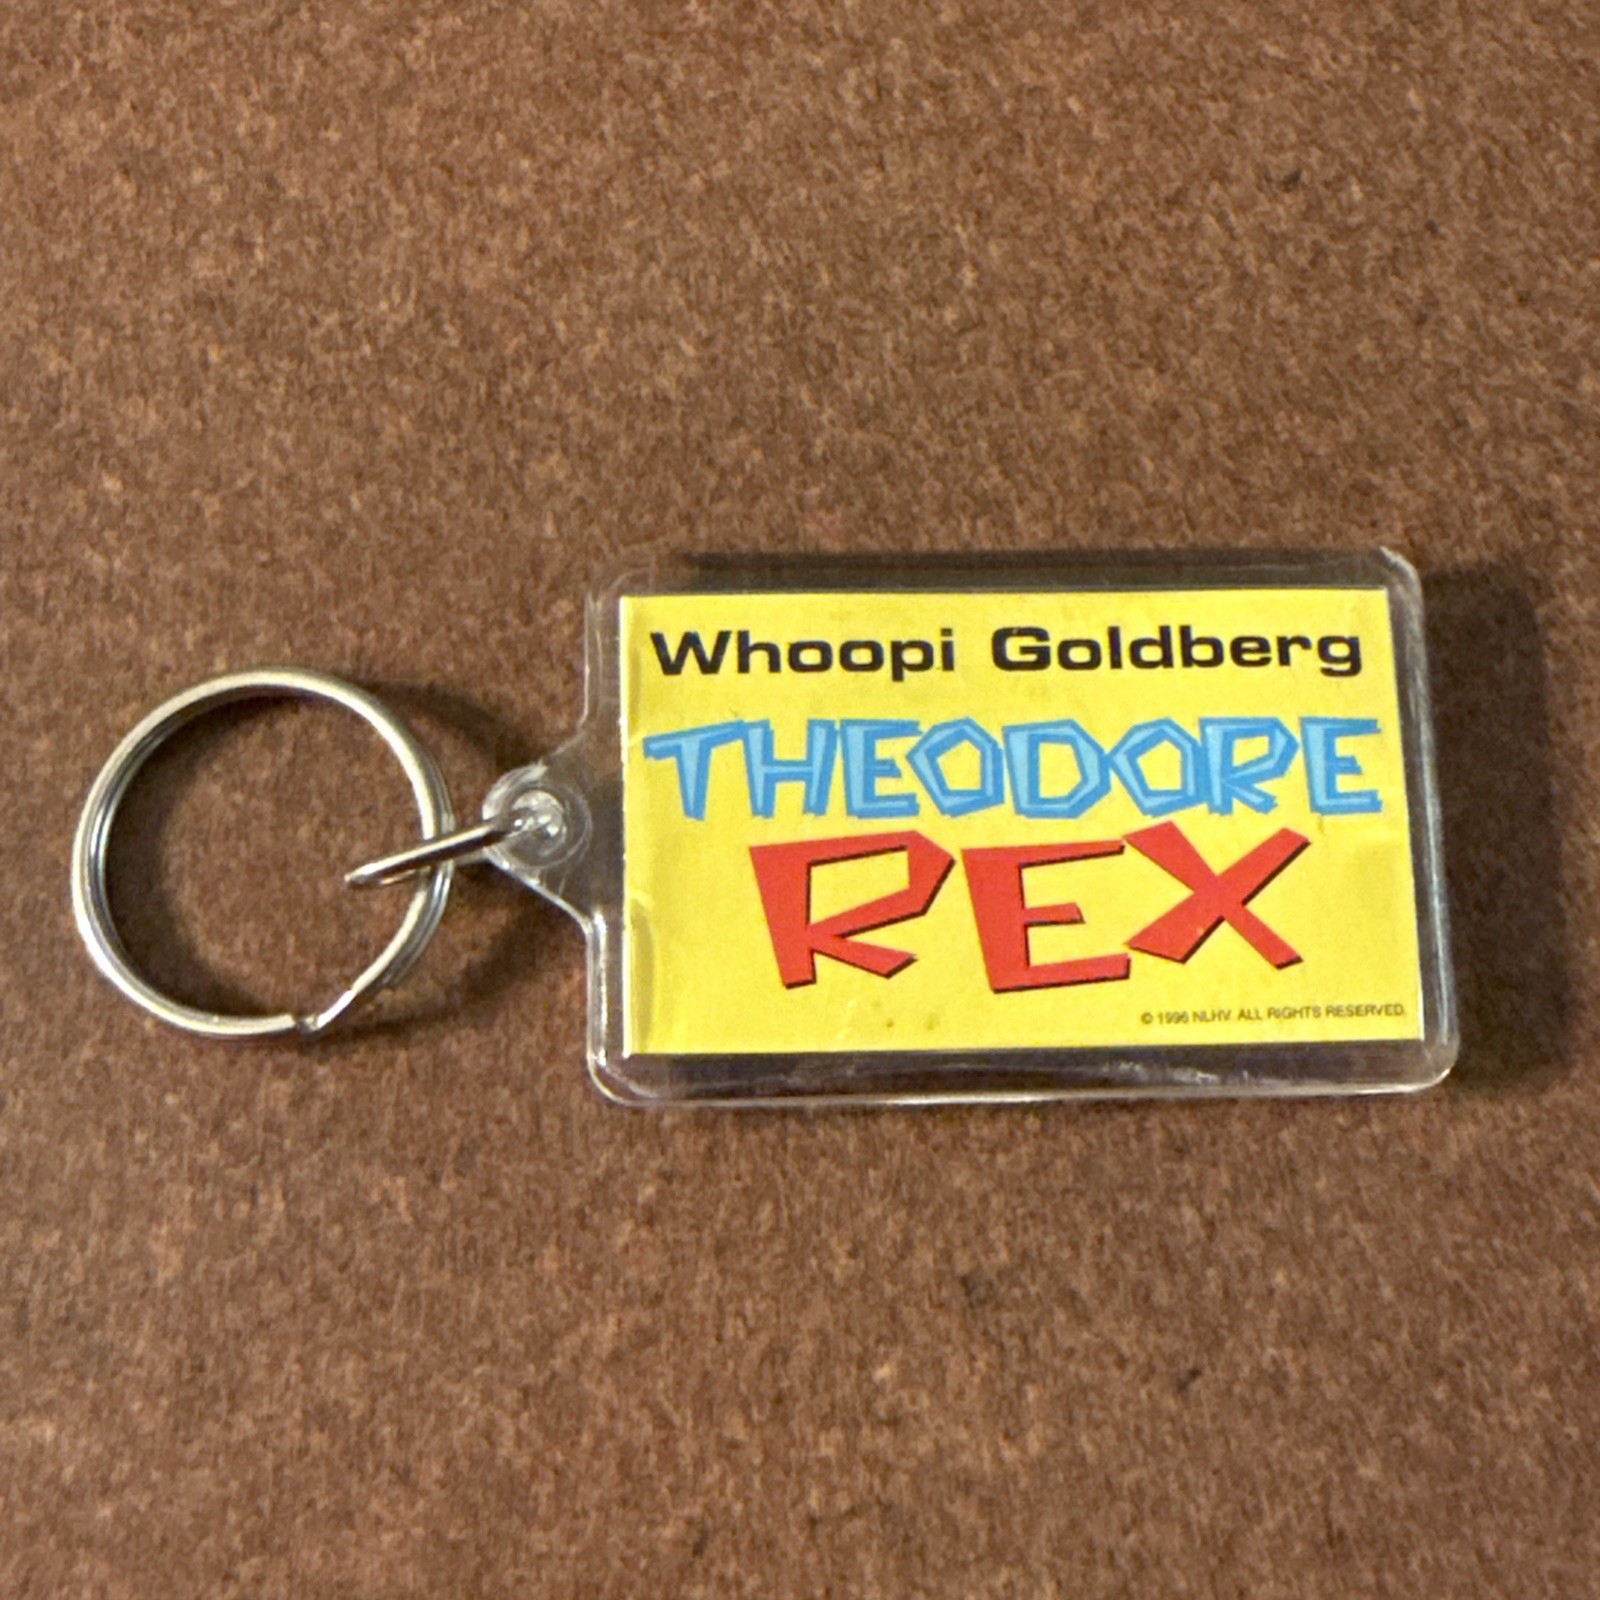 Whoopi Goldberg
THEODORE
REX
© 1996 NLHV. ALL RIGHTS RESERVED.